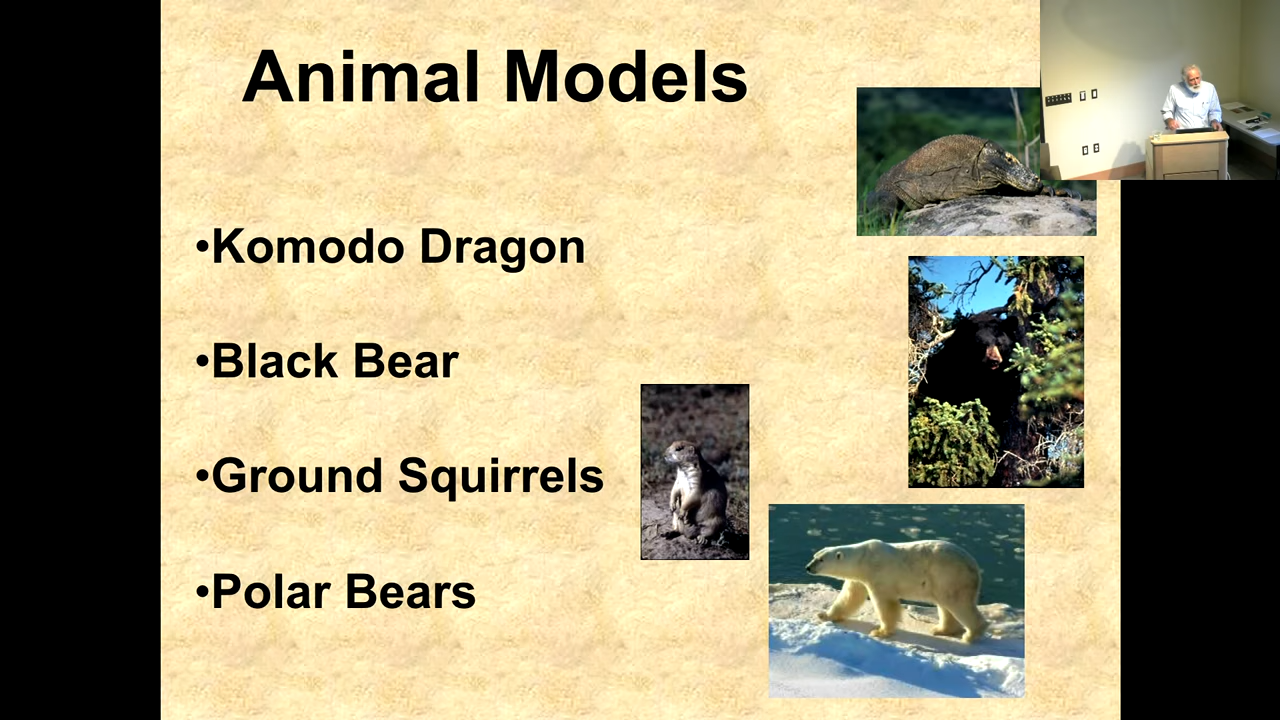 Animal Models
•Komodo Dragon
•Black Bear
•Ground Squirrels
•Polar Bears